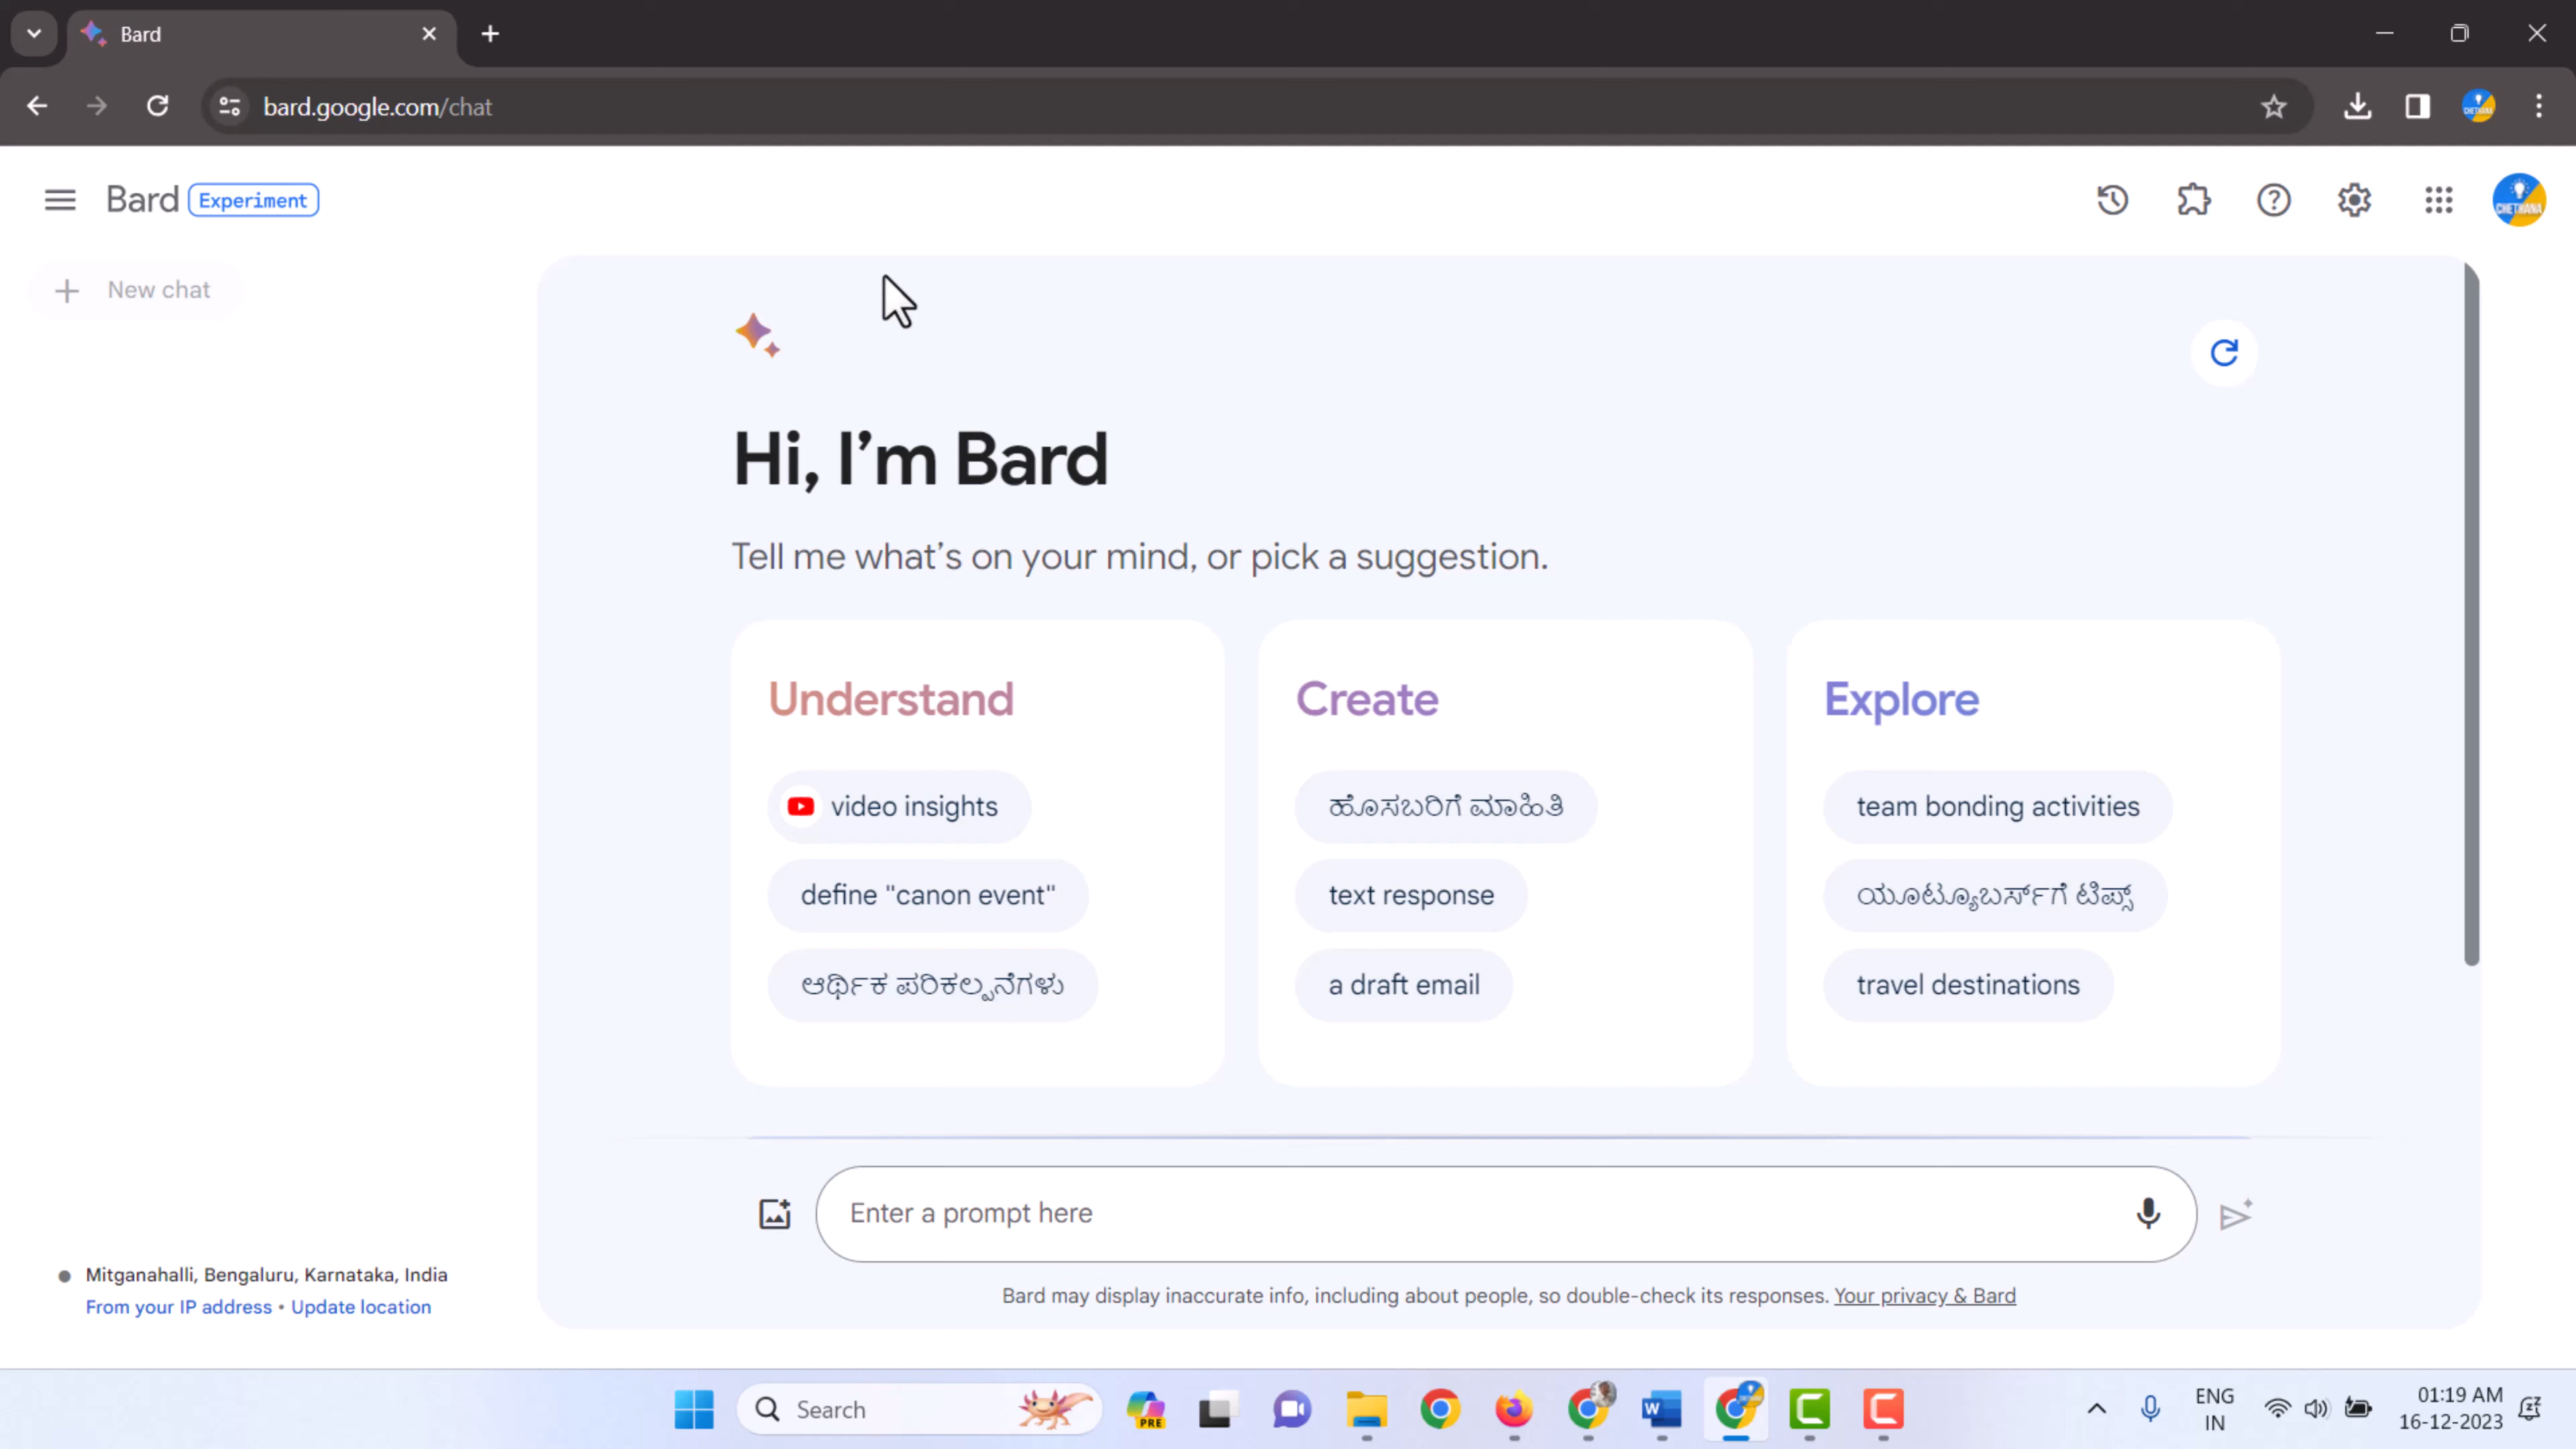 Bard
bard.google.com/chat
Bard Experiment
CHETHANA
New chat
Hi, I’m Bard
Tell me what’s on your mind, or pick a suggestion.
Understand
video insights
define "canon event"
ಆರ್ಥಿಕ ಪರಿಕಲ್ಪನೆಗಳು
Create
ಹೊಸಬರಿಗೆ ಮಾಹಿತಿ
text response
a draft email
Explore
team bonding activities
ಯೂಟ್ಯೂಬರ್ಸ್‌ಗೆ ಟಿಪ್ಸ್
travel destinations
Enter a prompt here
Mitganahalli, Bengaluru, Karnataka, India
From your IP address • Update location
Bard may display inaccurate info, including about people, so double-check its responses. Your privacy & Bard
Search
PRE
W
ENG
IN
01:19 AM
16-12-2023